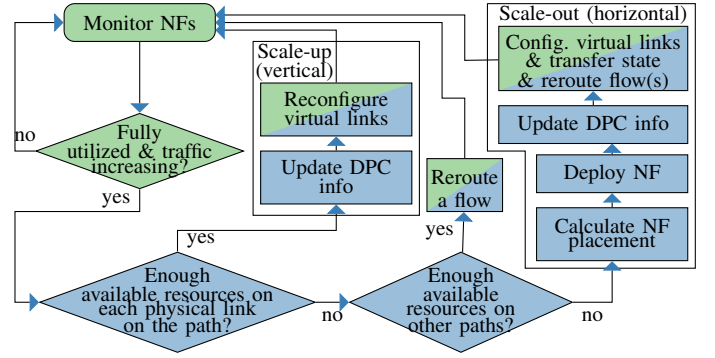 Monitor NFs
no
Fully
utilized & traffic
increasing?
yes
Enough
available resources on
each physical link
on the path?
yes
Scale-up
(vertical)
Reconfigure
virtual links
Update DPC
info
no
Enough
available
resources on
other paths?
yes
Reroute
a flow
no
Scale-out (horizontal)
Config. virtual links
& transfer state
& reroute flow(s)
Update DPC info
Deploy NF
Calculate NF
placement